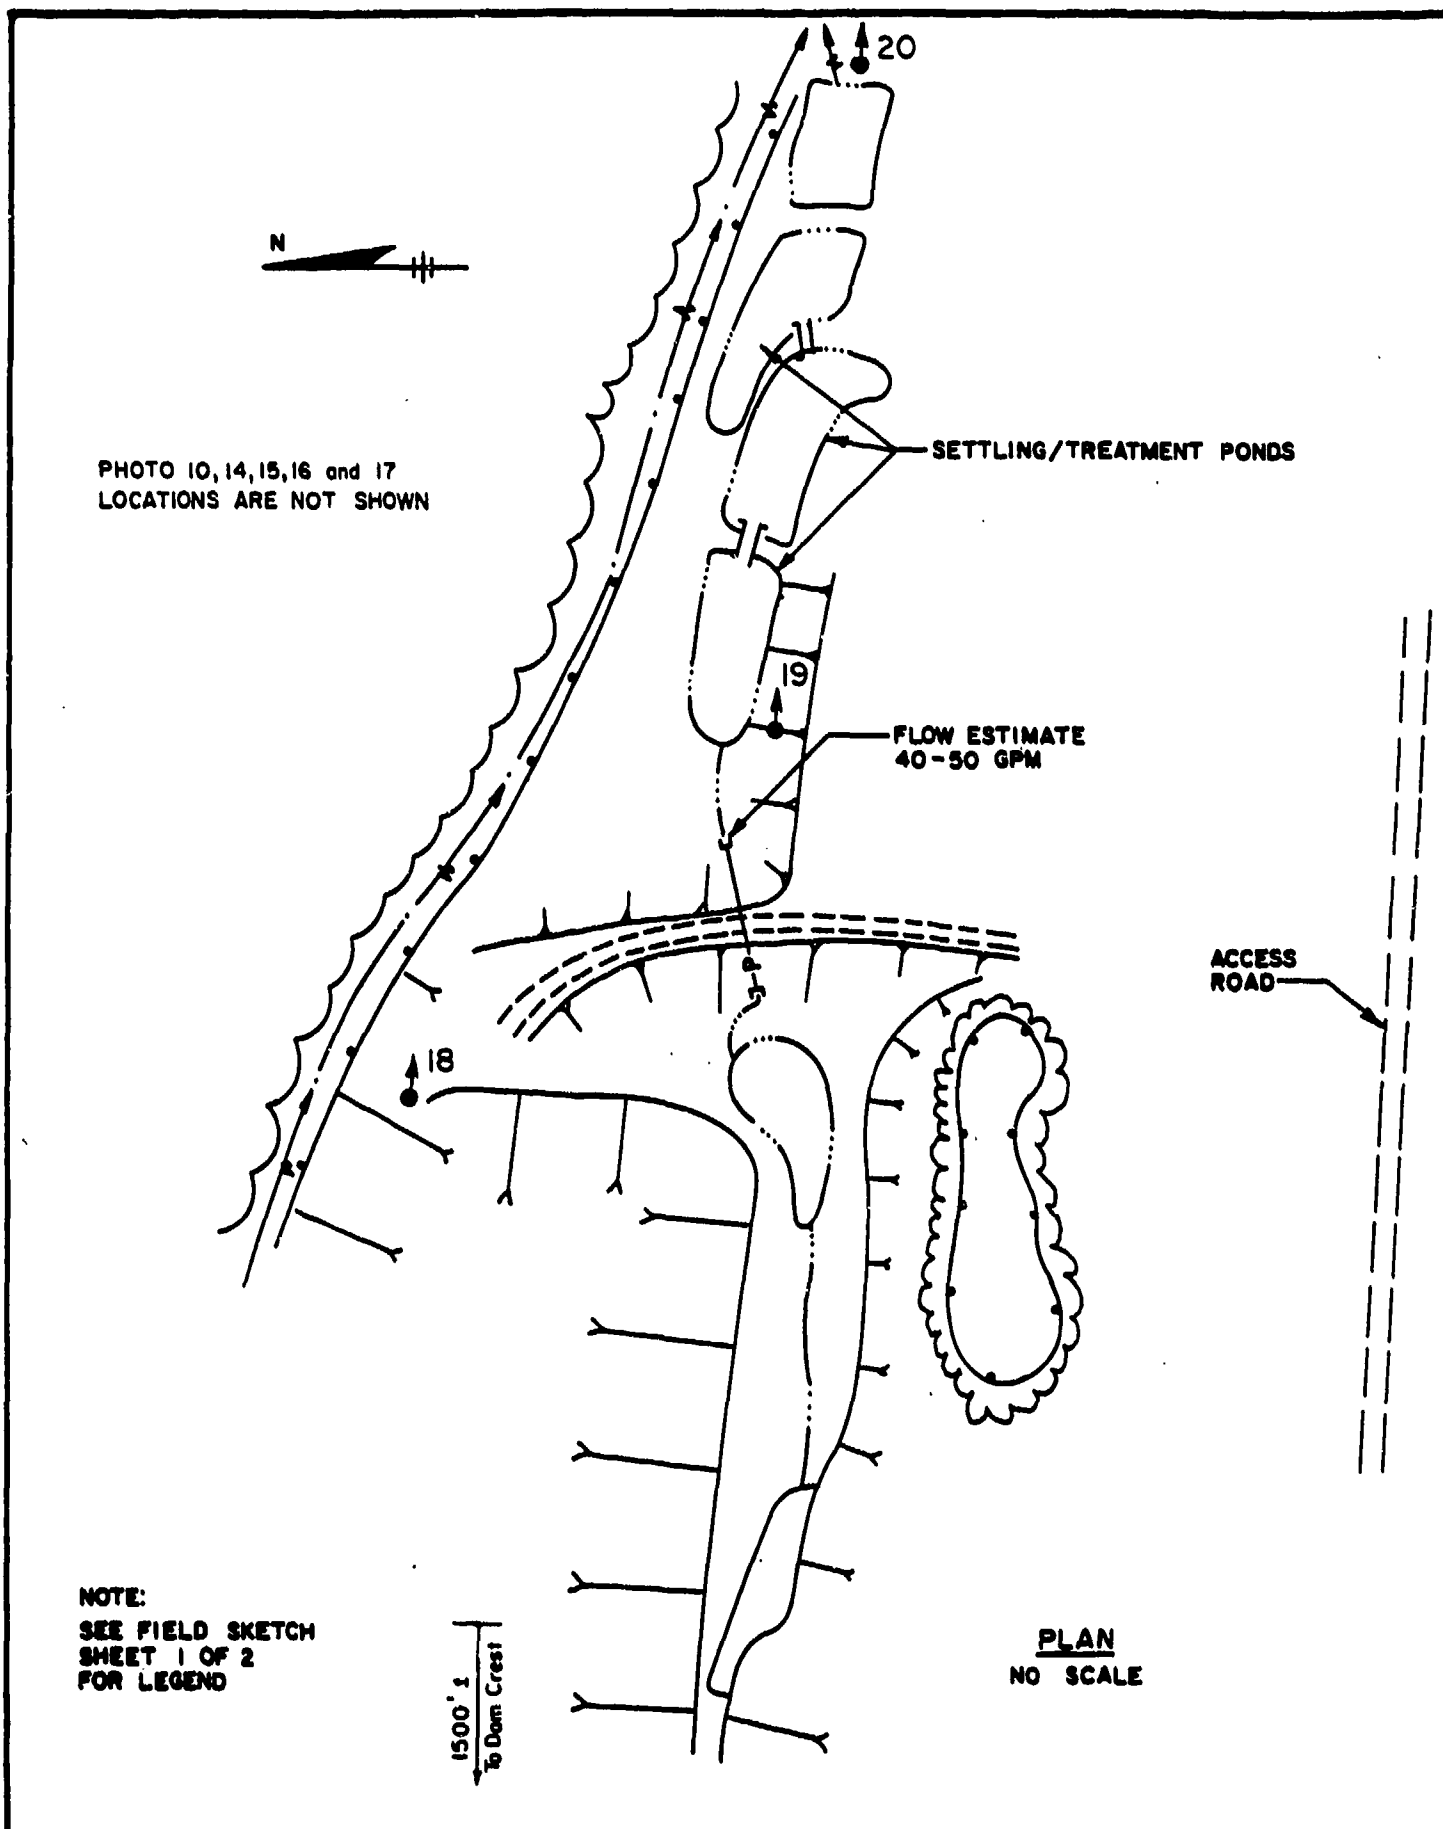 20
N
PHOTO 10, 14, 15, 16 and 17
LOCATIONS ARE NOT SHOWN
SETTLING/TREATMENT PONDS
19
FLOW ESTIMATE
40-50 GPM
P
ACCESS
ROAD
18
NOTE:
SEE FIELD SKETCH
SHEET 1 OF 2
FOR LEGEND
1500' ±
To Dam Crest
PLAN
NO SCALE